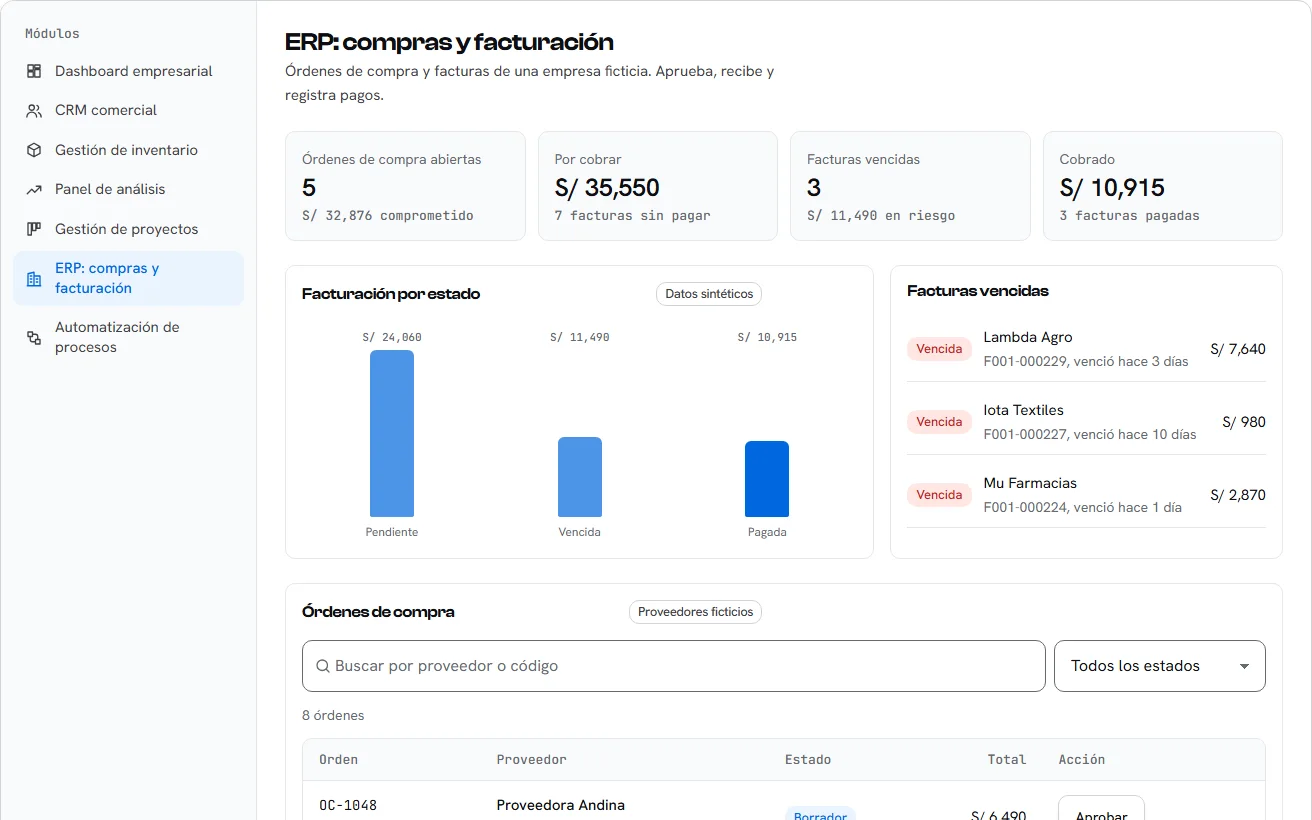 Módulos
Dashboard empresarial
CRM comercial
Gestión de inventario
Panel de análisis
Gestión de proyectos
ERP: compras y
facturación
Automatización de
procesos
ERP: compras y facturación
Órdenes de compra y facturas de una empresa ficticia. Aprueba, recibe y
registra pagos.
Órdenes de compra abiertas
5
S/ 32,876 comprometido
Por cobrar
S/ 35,550
7 facturas sin pagar
Facturas vencidas
3
S/ 11,490 en riesgo
Cobrado
S/ 10,915
3 facturas pagadas
Facturación por estado
Datos sintéticos
S/ 24,060
S/ 11,490
S/ 10,915
Pendiente
Vencida
Pagada
Facturas vencidas
Vencida
Lambda Agro
F001-000229, venció hace 3 días
S/ 7,640
Vencida
Iota Textiles
F001-000227, venció hace 10 días
S/ 980
Vencida
Mu Farmacias
F001-000224, venció hace 1 día
S/ 2,870
Órdenes de compra
Proveedores ficticios
Buscar por proveedor o código
Todos los estados
8 órdenes
Orden Proveedor Estado Total Acción
OC-1048 Proveedora Andina Borrador S/ 6,490 Aprobar